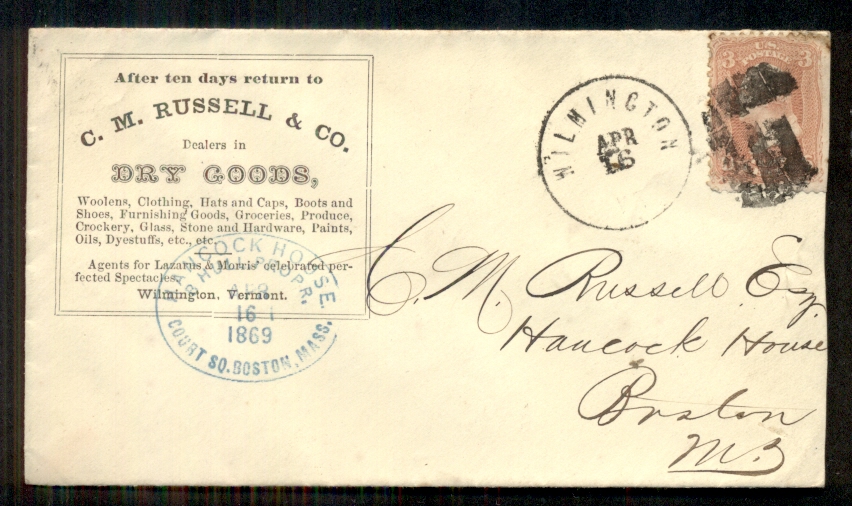 After ten days return to
C. M. RUSSELL & CO.
Dealers in
DRY GOODS,
Woolens, Clothing, Hats and Caps, Boots and
Shoes, Furnishing Goods, Groceries, Produce,
Crockery, Glass, Stone and Hardware, Paints,
Oils, Dyestuffs, etc., etc.
Agents for Lazarus & Morris' celebrated per-
fected Spectacles.
Wilmington, Vermont.
HANCOCK HOUSE.
PROPR.
APR
16
1869
COURT SQ. BOSTON, MASS.
WILMINGTON
APR
16
3 U.S. 3
POSTAGE
C. M. Russell Esq.
Hancock House
Boston
Ms